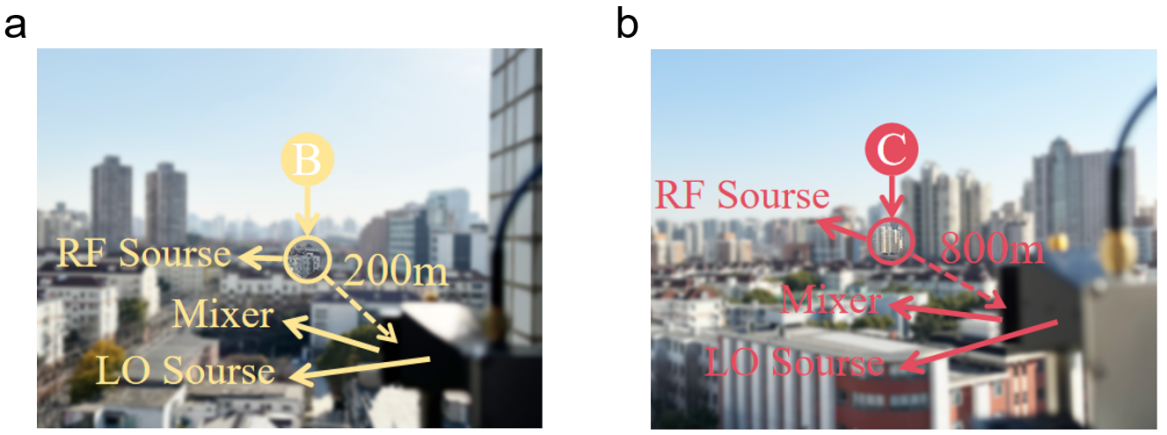 a
B
RF Sourse
200m
Mixer
LO Sourse
b
C
RF Sourse
800m
Mixer
LO Sourse